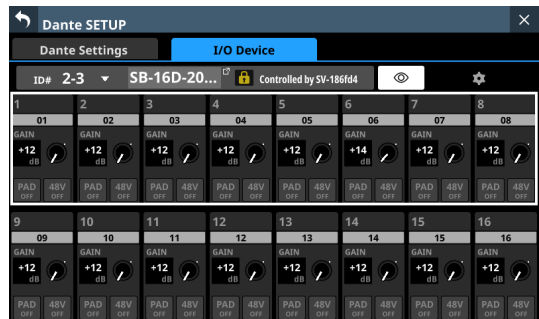 Dante SETUP
Dante Settings I/O Device
ID# 2-3 SB-16D-20... Controlled by SV-186fd4
1 2 3 4 5 6 7 8
01 02 03 04 05 06 07 08
GAIN GAIN GAIN GAIN GAIN GAIN GAIN GAIN
+12 +12 +12 +12 +12 +14 +12 +12
dB dB dB dB dB dB dB dB
PAD 48V PAD 48V PAD 48V PAD 48V PAD 48V PAD 48V PAD 48V PAD 48V
OFF OFF OFF OFF OFF OFF OFF OFF OFF OFF OFF OFF OFF OFF OFF OFF
9 10 11 12 13 14 15 16
09 10 11 12 13 14 15 16
GAIN GAIN GAIN GAIN GAIN GAIN GAIN GAIN
+12 +12 +12 +12 +12 +12 +12 +12
dB dB dB dB dB dB dB dB
PAD 48V PAD 48V PAD 48V PAD 48V PAD 48V PAD 48V PAD 48V PAD 48V
OFF OFF OFF OFF OFF OFF OFF OFF OFF OFF OFF OFF OFF OFF OFF OFF